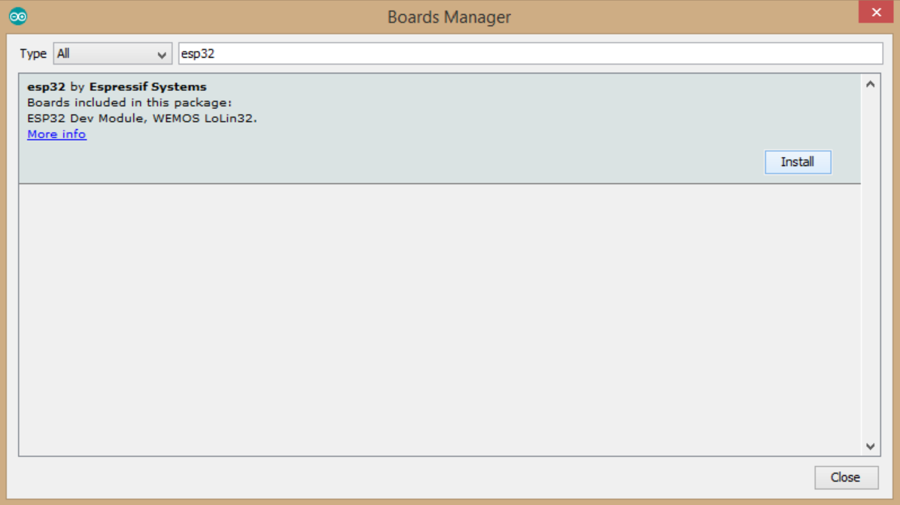 Boards Manager
Type All esp32
esp32 by Espressif Systems
Boards included in this package:
ESP32 Dev Module, WEMOS LoLin32.
More info
Install
Close